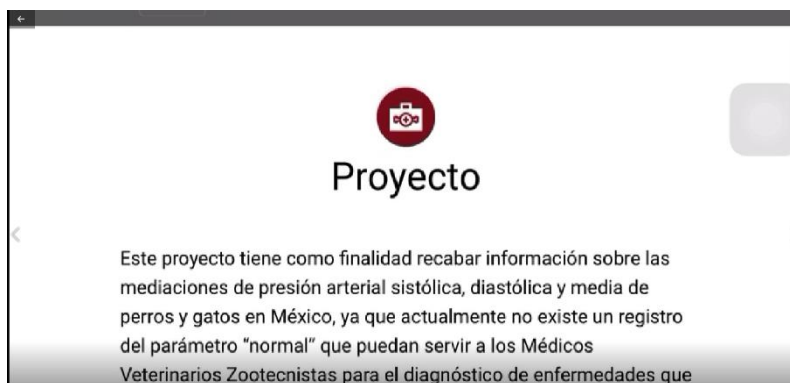 Proyecto
Este proyecto tiene como finalidad recabar información sobre las
mediaciones de presión arterial sistólica, diastólica y media de
perros y gatos en México, ya que actualmente no existe un registro
del parámetro "normal" que puedan servir a los Médicos
Veterinarios Zootecnistas para el diagnóstico de enfermedades que